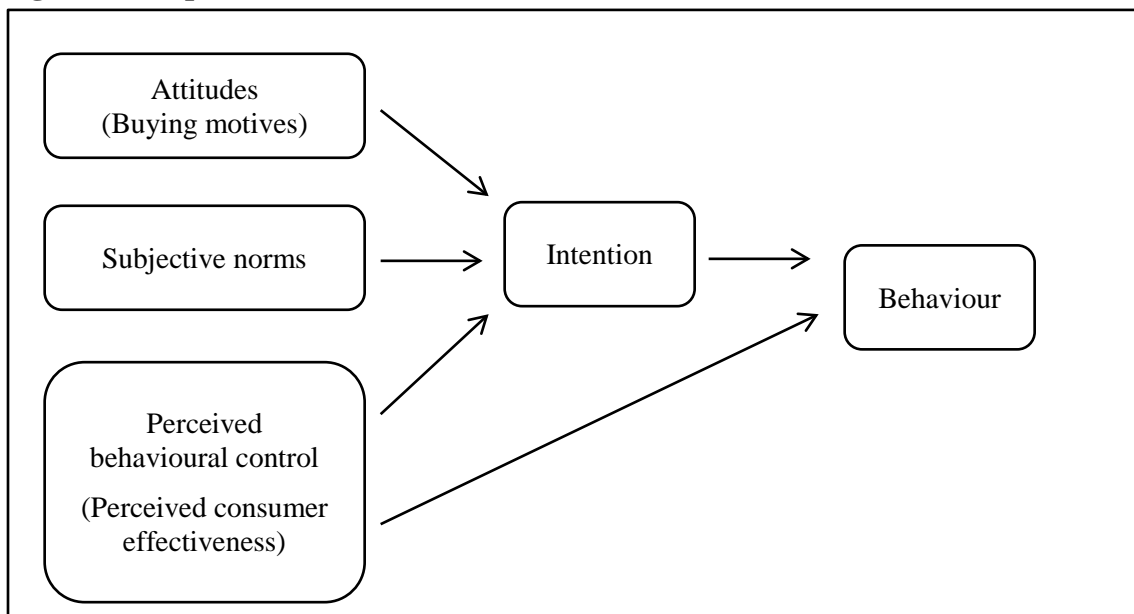 Attitudes
(Buying motives)
Subjective norms
Perceived
behavioural control
(Perceived consumer
effectiveness)
Intention
Behaviour